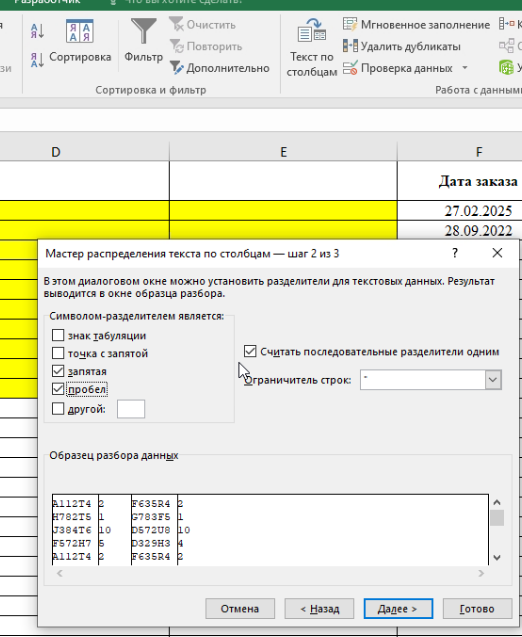 Разработчик Что вы хотите сделать?
Сортировка
Фильтр
Очистить
Повторить
Дополнительно
Сортировка и фильтр
Текст по
столбцам
Мгновенное заполнение
Удалить дубликаты
Проверка данных
Работа с данными
D E F
Дата заказа
27.02.2025
28.09.2022
Мастер распределения текста по столбцам — шаг 2 из 3 ? ×
В этом диалоговом окне можно установить разделители для текстовых данных. Результат
выводится в окне образца разбора.
Символом-разделителем является:
знак табуляции
точка с запятой
запятая
пробел
другой:
Считать последовательные разделители одним
Ограничитель строк:
Образец разбора данных
A112T4 2 F635R4 2
H782T5 1 G783F5 1
J384T6 10 D572U8 10
F572H7 5 D329H3 4
A112T4 2 F635R4 2
Отмена < Назад Далее > Готово